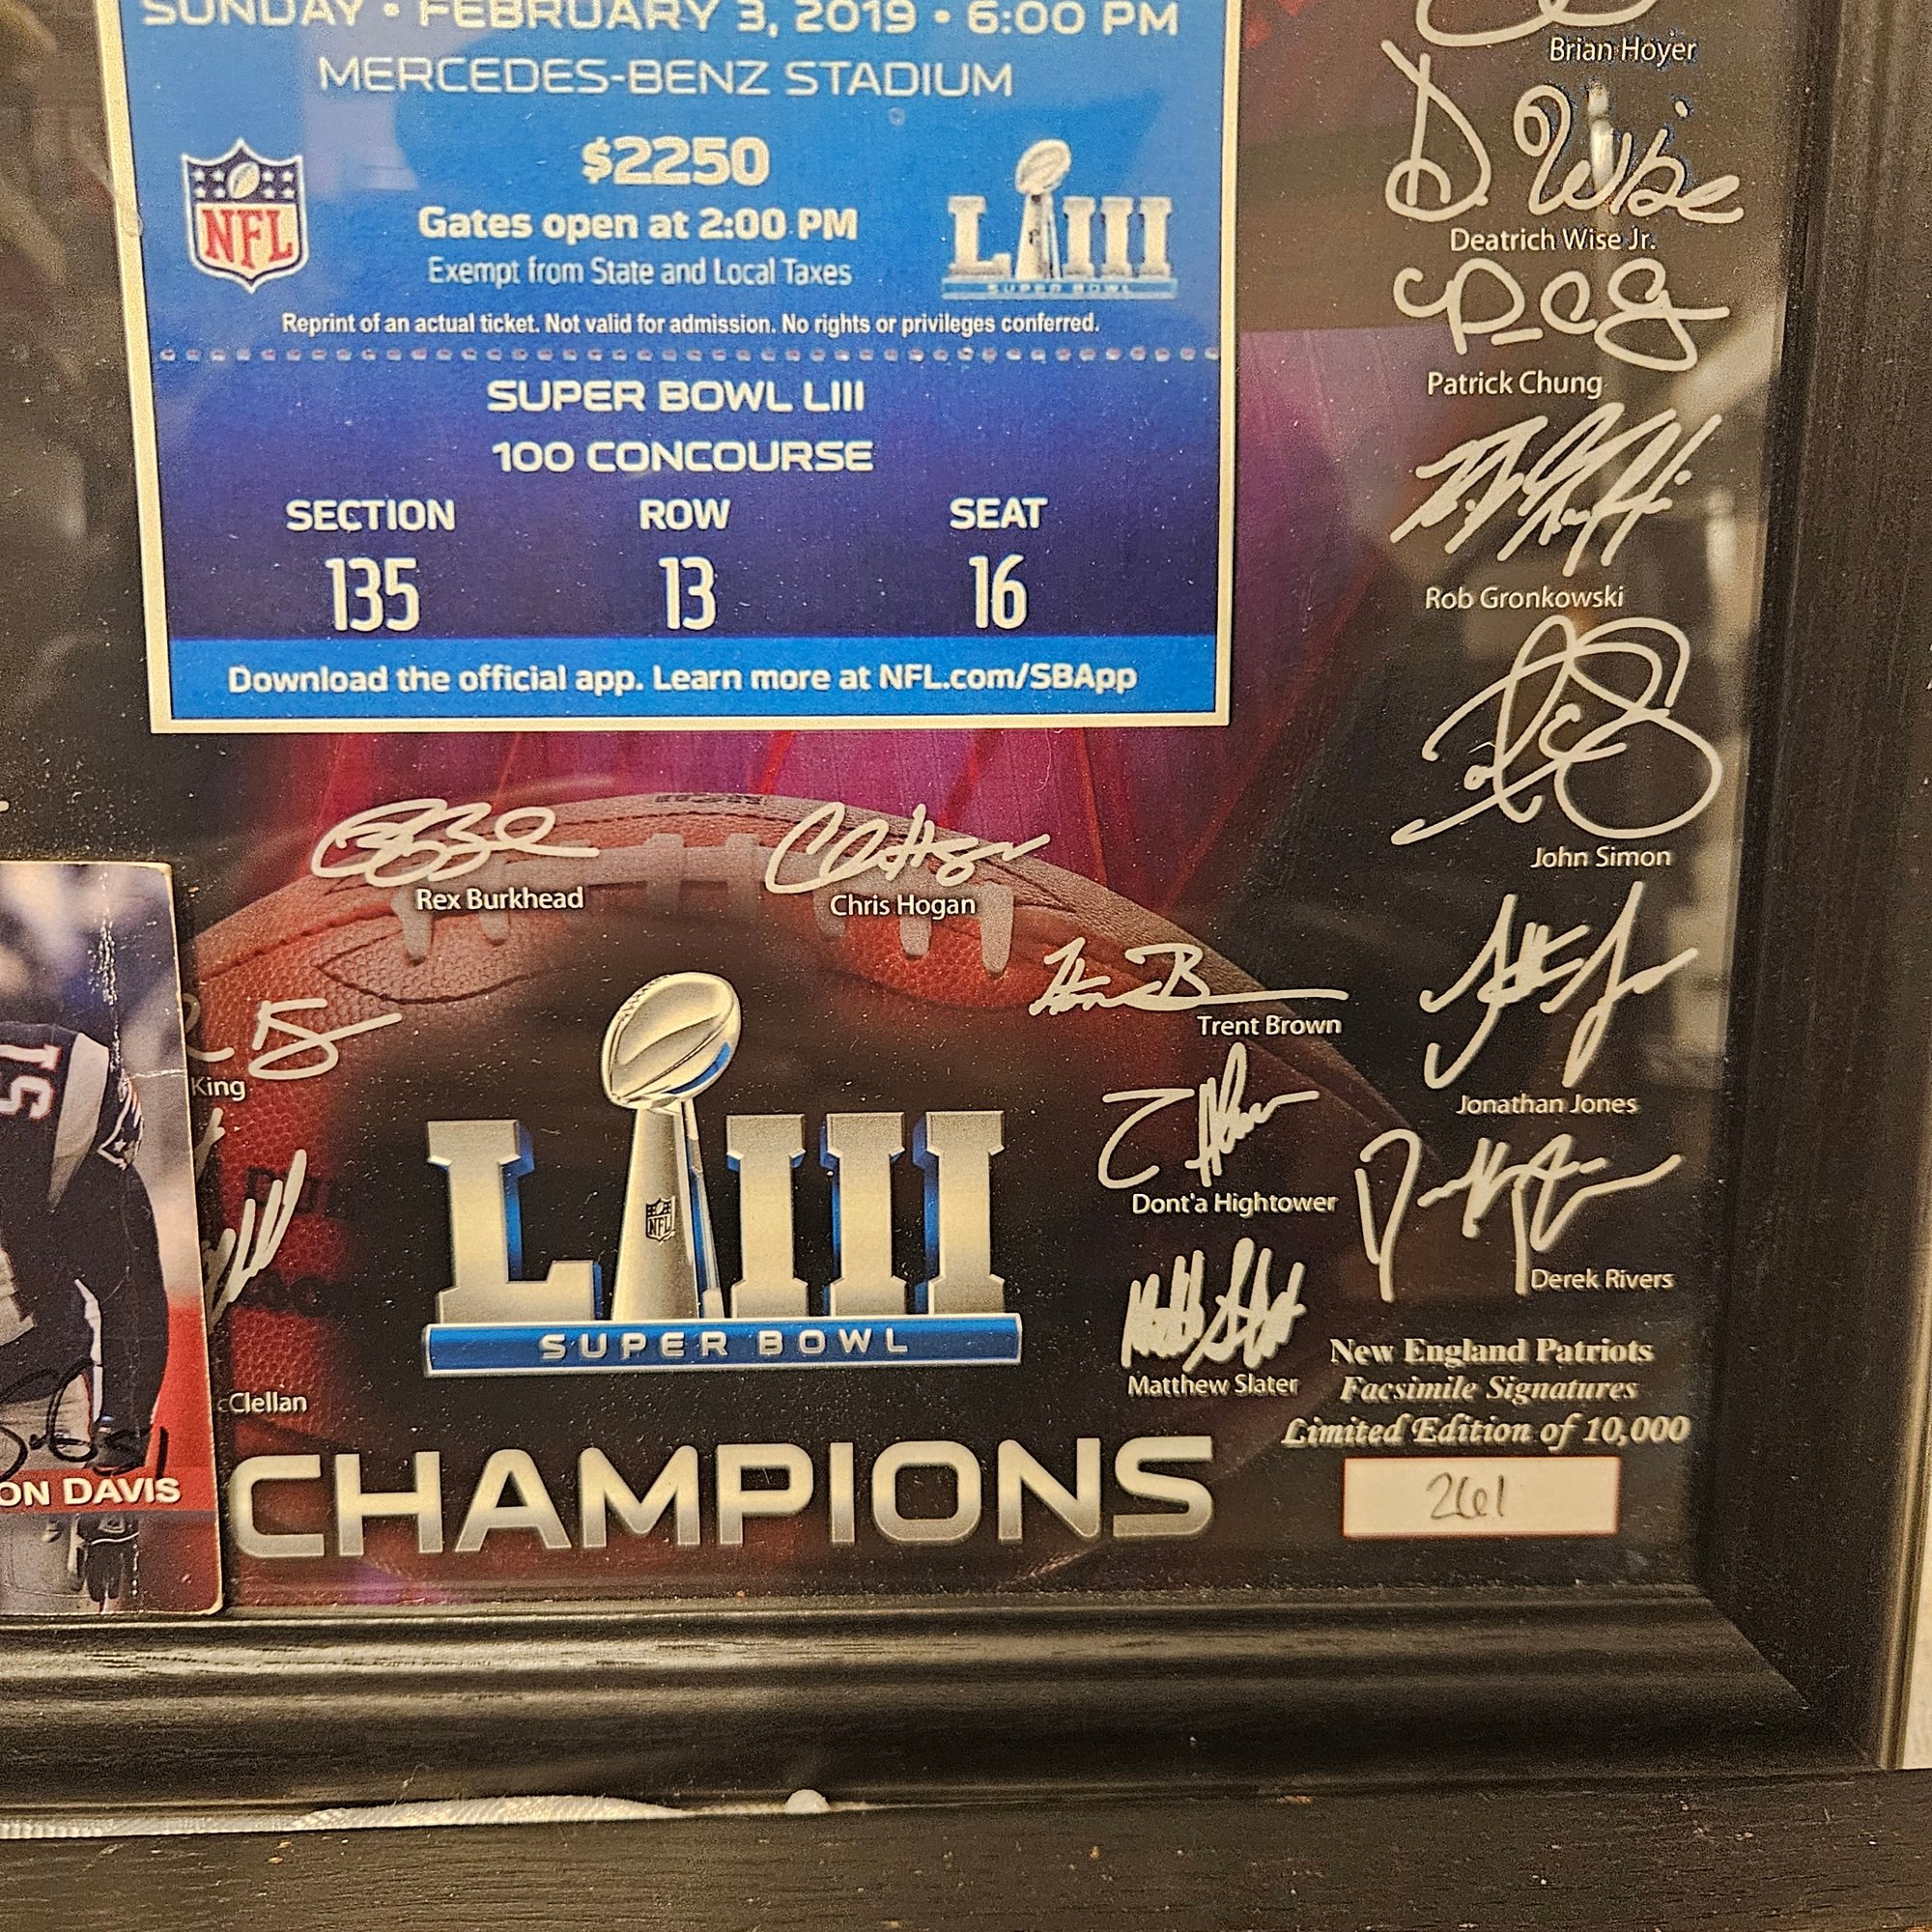 SUNDAY • FEBRUARY 3, 2019 • 6:00 PM
MERCEDES-BENZ STADIUM
$2250
Gates open at 2:00 PM
Exempt from State and Local Taxes
NFL
LIII
SUPER BOWL
Reprint of an actual ticket. Not valid for admission. No rights or privileges conferred.
SUPER BOWL LIII
100 CONCOURSE
SECTION ROW SEAT
135 13 16
Download the official app. Learn more at NFL.com/SBApp
Brian Hoyer
D. Wise
Deatrich Wise Jr.
Patrick Chung
Rob Gronkowski
John Simon
Jonathan Jones
Derek Rivers
Rex Burkhead
Chris Hogan
Trent Brown
Dont'a Hightower
Matthew Slater
King
cClellan
51
51
ON DAVIS
LIII
NFL
SUPER BOWL
CHAMPIONS
New England Patriots
Facsimile Signatures
Limited Edition of 10,000
261